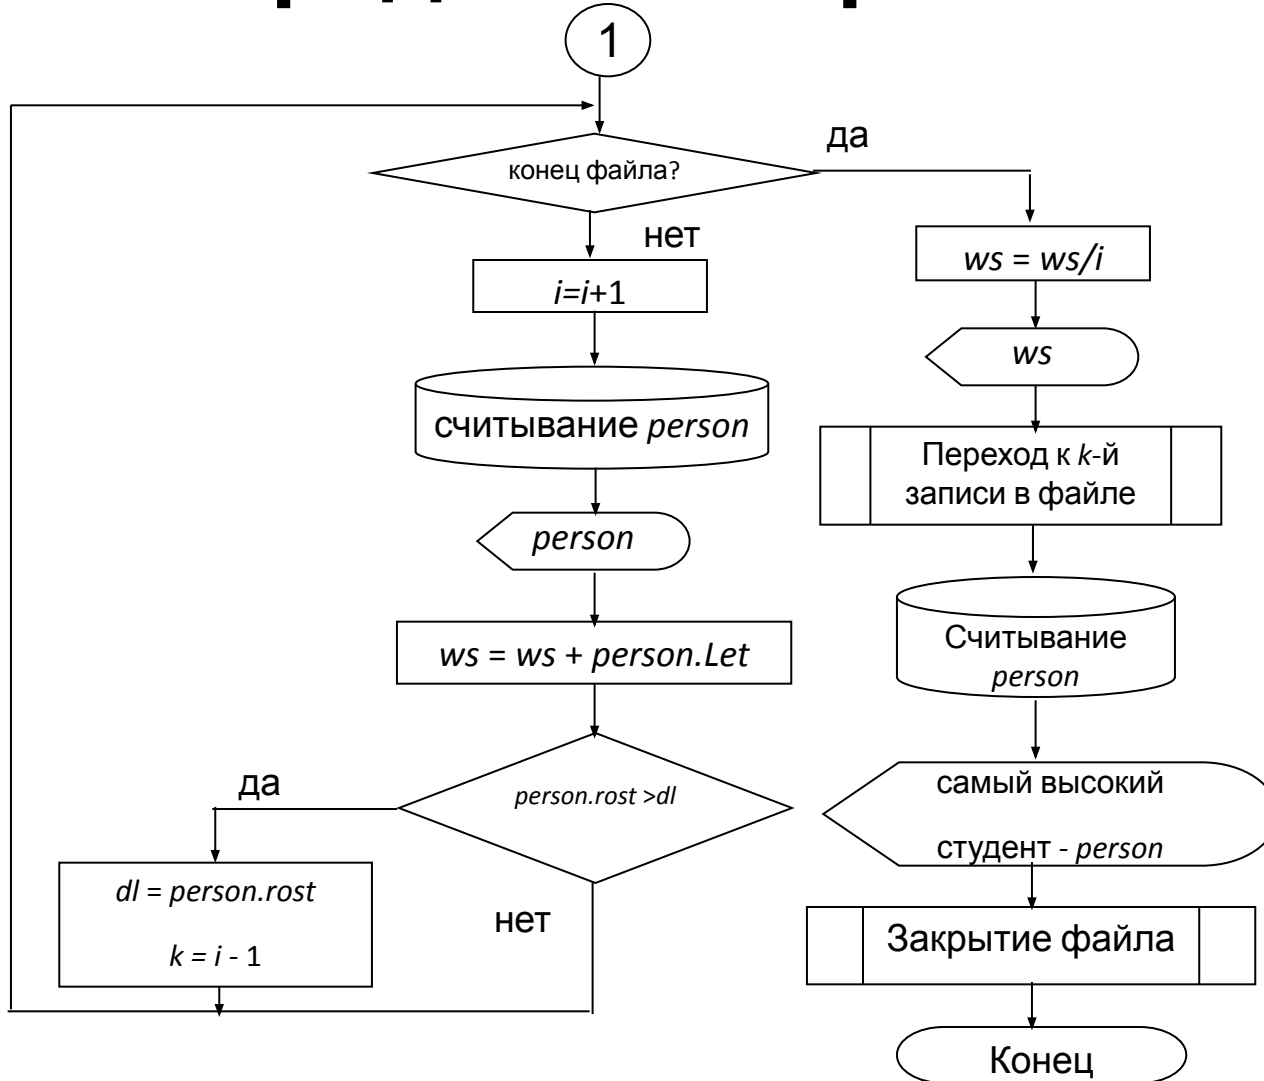 1
конец файла?
да
нет
i=i+1
считывание person
person
ws = ws + person.Let
person.rost >dl
да
dl = person.rost
k = i - 1
нет
ws = ws/i
ws
Переход к k-й
записи в файле
Считывание
person
самый высокий
студент - person
Закрытие файла
Конец